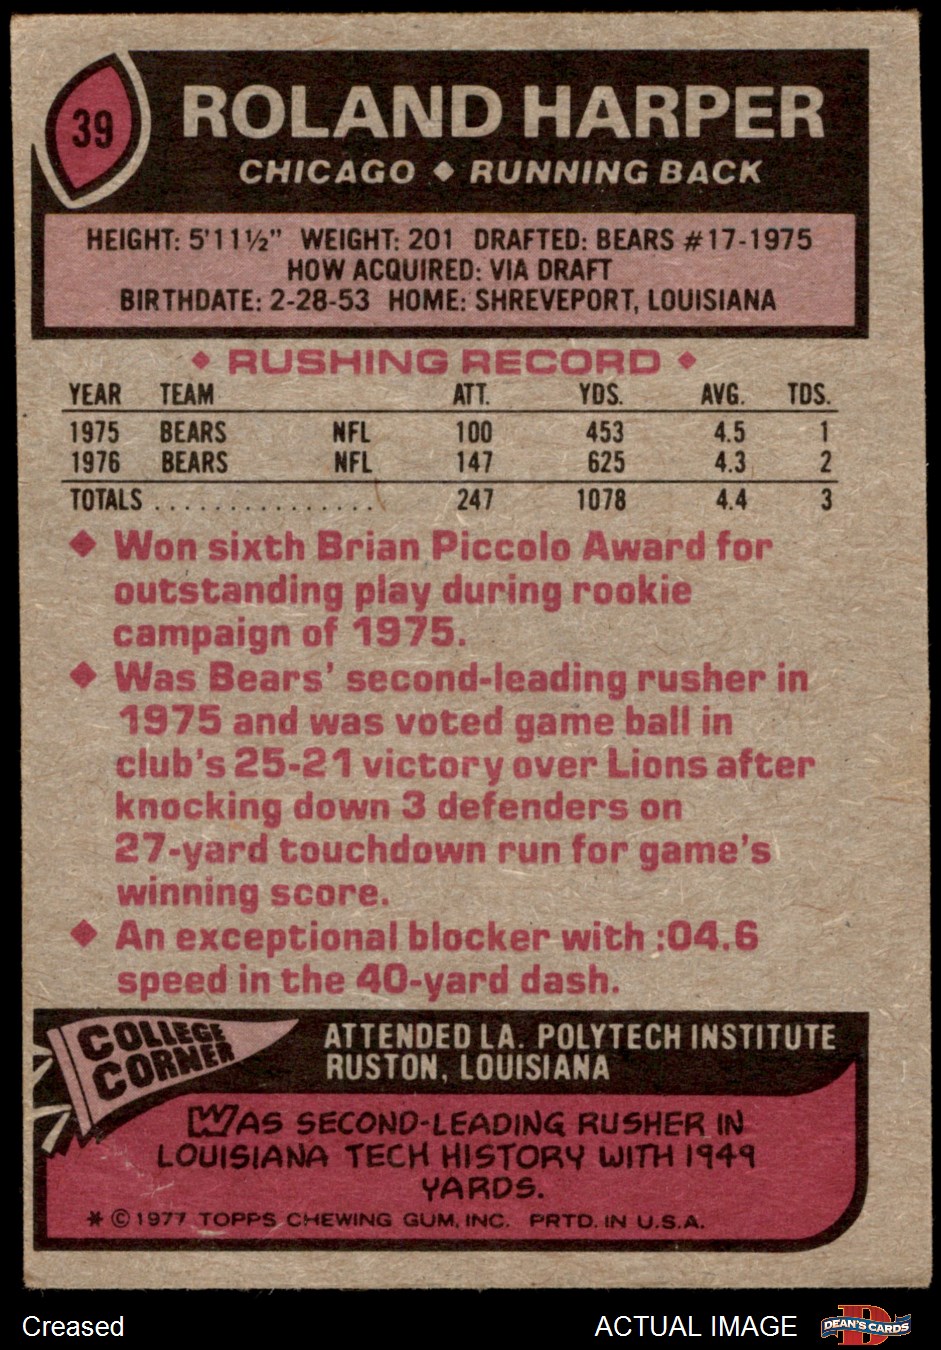 39
ROLAND HARPER
CHICAGO ◆ RUNNING BACK
HEIGHT: 5'11½" WEIGHT: 201 DRAFTED: BEARS #17-1975
HOW ACQUIRED: VIA DRAFT
BIRTHDATE: 2-28-53 HOME: SHREVEPORT, LOUISIANA
◆ RUSHING RECORD ◆
YEAR TEAM ATT. YDS. AVG. TDS.
1975 BEARS NFL 100 453 4.5 1
1976 BEARS NFL 147 625 4.3 2
TOTALS . . . . . . . . . . . . . . . 247 1078 4.4 3
◆ Won sixth Brian Piccolo Award for
outstanding play during rookie
campaign of 1975.
◆ Was Bears' second-leading rusher in
1975 and was voted game ball in
club's 25-21 victory over Lions after
knocking down 3 defenders on
27-yard touchdown run for game's
winning score.
◆ An exceptional blocker with :04.6
speed in the 40-yard dash.
COLLEGE
CORNER
ATTENDED LA. POLYTECH INSTITUTE
RUSTON, LOUISIANA
WAS SECOND-LEADING RUSHER IN
LOUISIANA TECH HISTORY WITH 1949
YARDS.
* © 1977 TOPPS CHEWING GUM, INC. PRTD. IN U.S.A.
Creased
ACTUAL IMAGE
D
DEAN'S CARDS